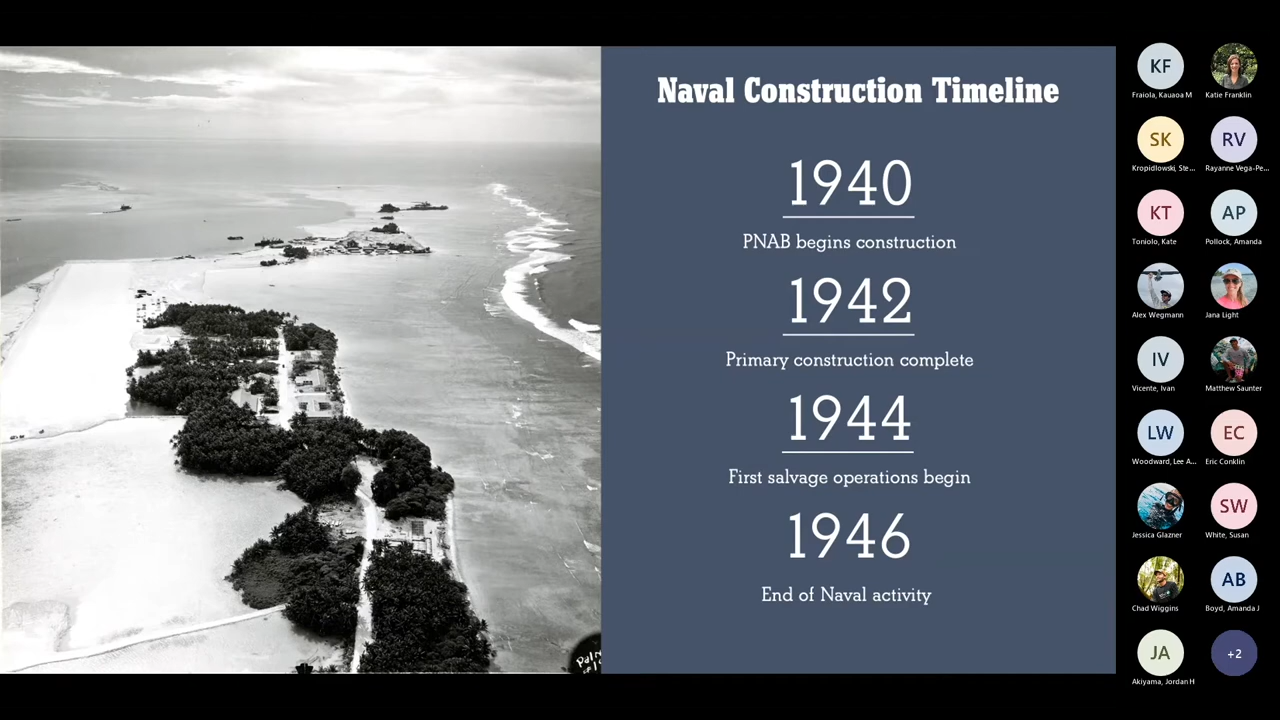 Naval Construction Timeline
1940
PNAB begins construction
1942
Primary construction complete
1944
First salvage operations begin
1946
End of Naval activity
KF
Fraiola, Kauaoa M
Katie Franklin
SK
Kropidlowski, Ste...
RV
Rayanne Vega-Pe...
KT
Toniolo, Kate
AP
Pollock, Amanda
Alex Wegmann
Jana Light
IV
Vicente, Ivan
Matthew Saunter
LW
Woodward, Lee A...
EC
Eric Conklin
Jessica Glazner
SW
White, Susan
Chad Wiggins
AB
Boyd, Amanda J
JA
Akiyama, Jordan H
+2